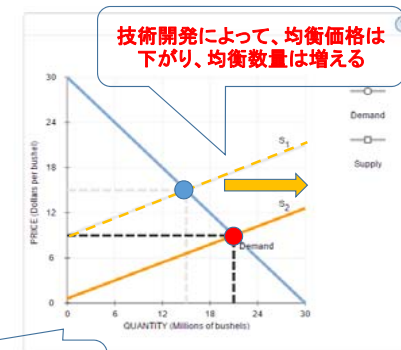 技術開発によって、均衡価格は
下がり、均衡数量は増える
30
24
18
12
6
0
PRICE (Dollars per bushel)
S1
S2
Demand
0 6 12 18 24 30
QUANTITY (Millions of bushels)
Demand
Supply